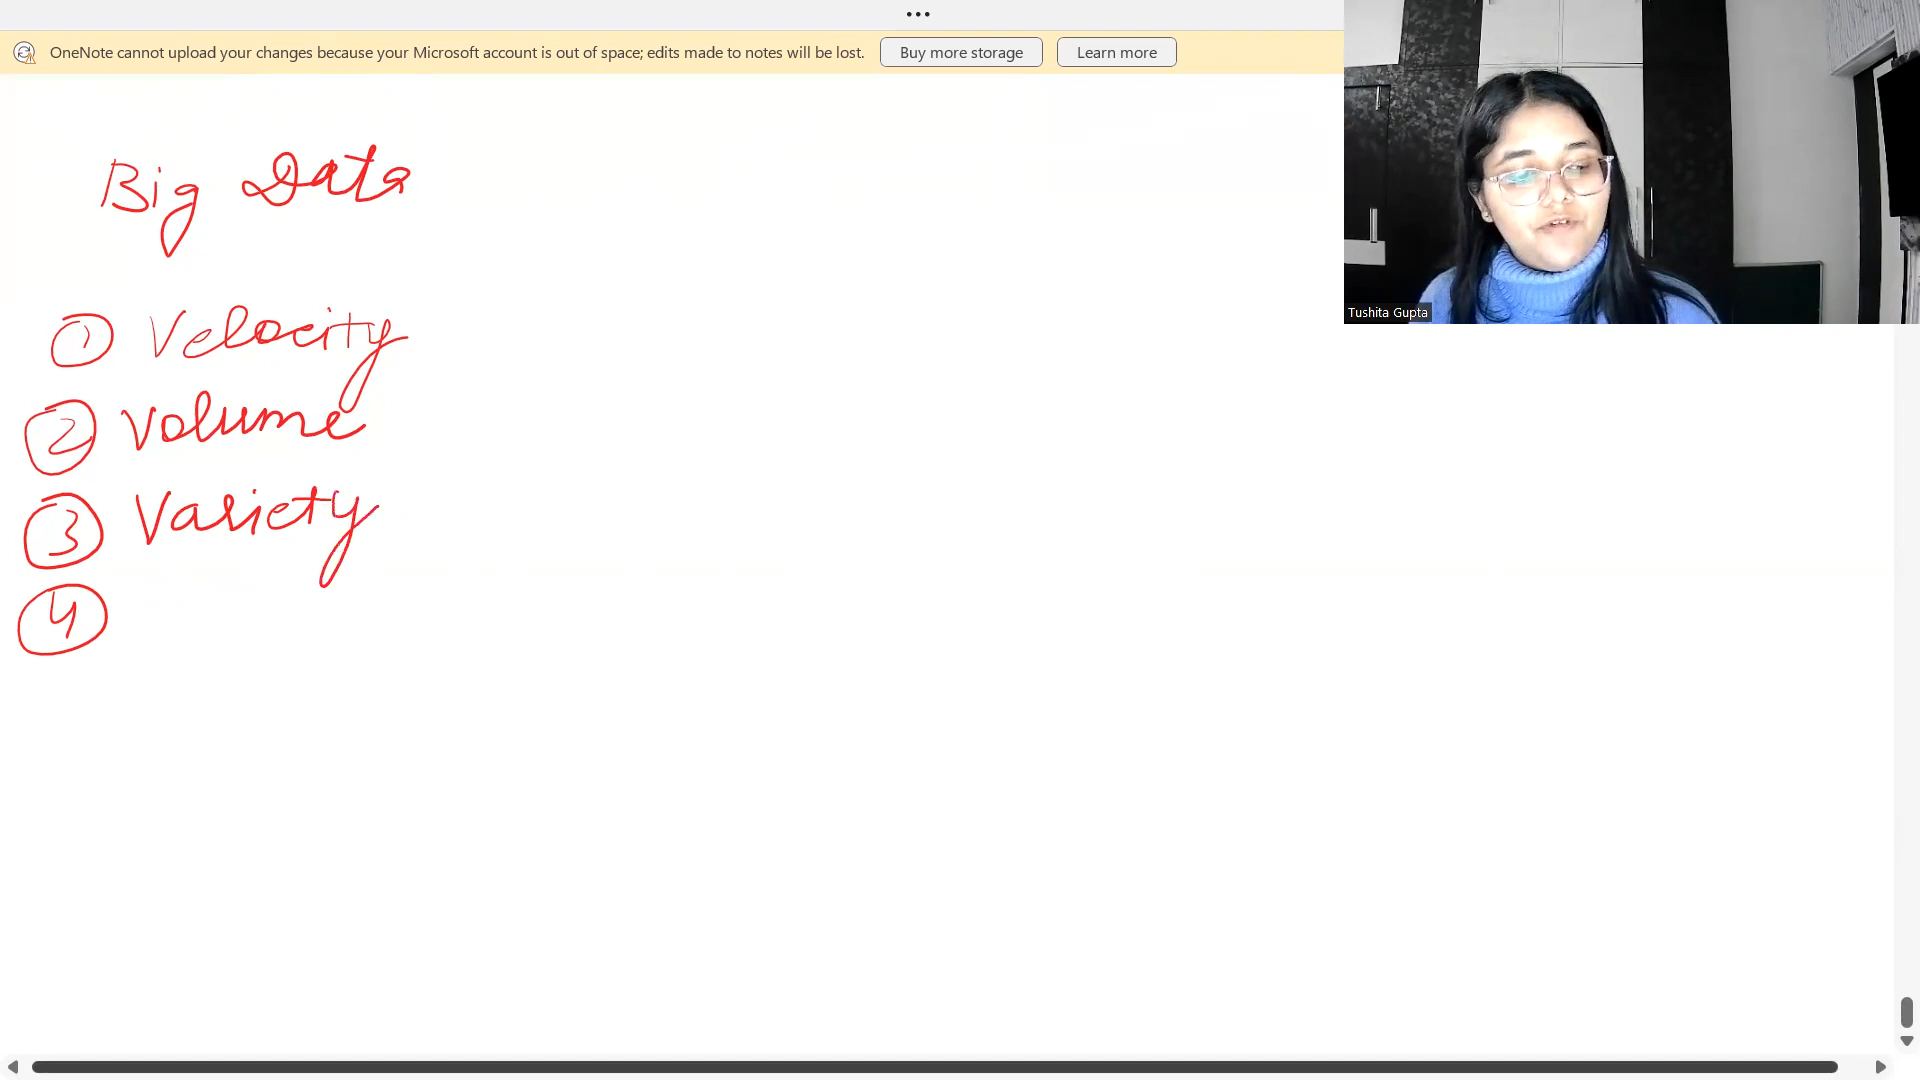 OneNote cannot upload your changes because your Microsoft account is out of space; edits made to notes will be lost. Buy more storage Learn more
Tushita Gupta
Big Data
1 Velocity
2 Volume
3 Variety
4